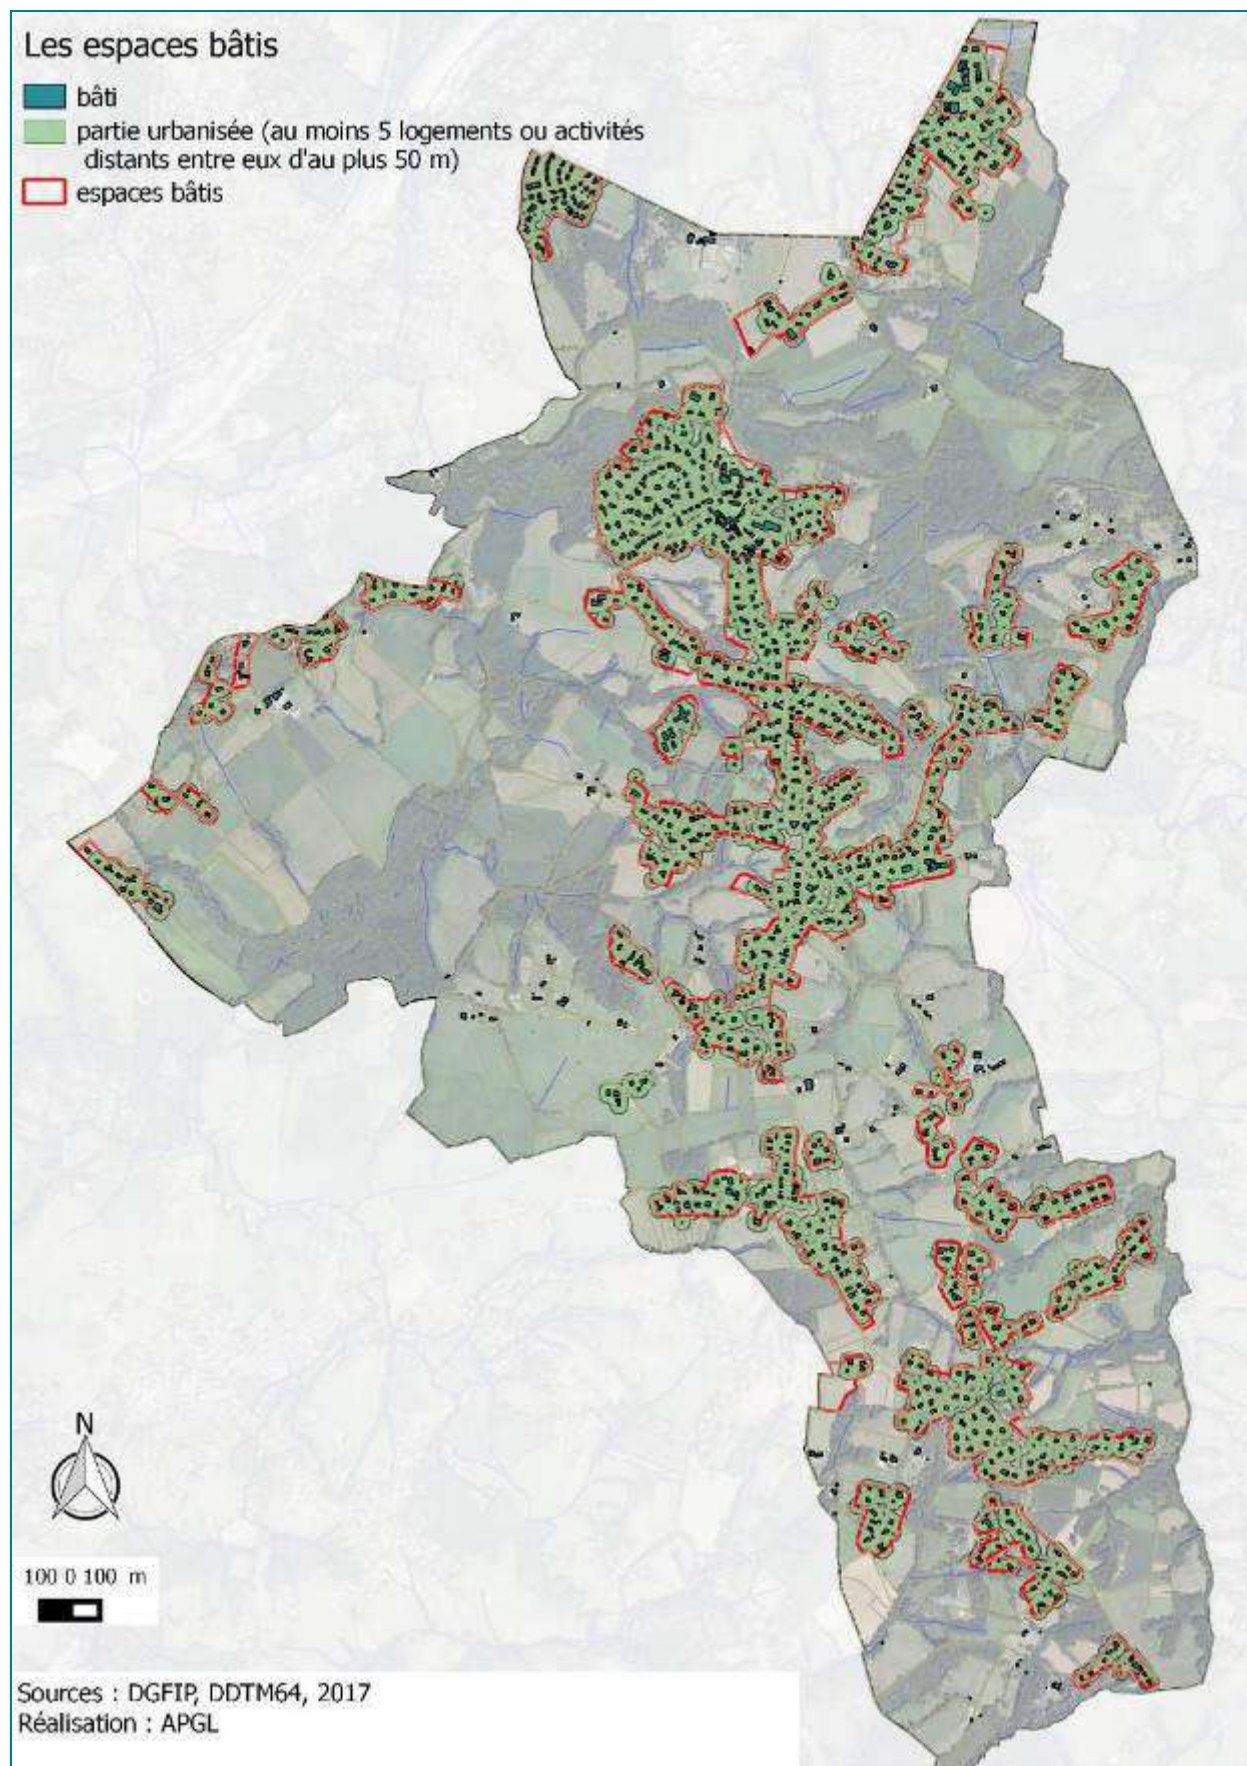 Les espaces bâtis
bâti
partie urbanisée (au moins 5 logements ou activités
distants entre eux d'au plus 50 m)
espaces bâtis
N
100 0 100 m
Sources : DGFIP, DDTM64, 2017
Réalisation : APGL